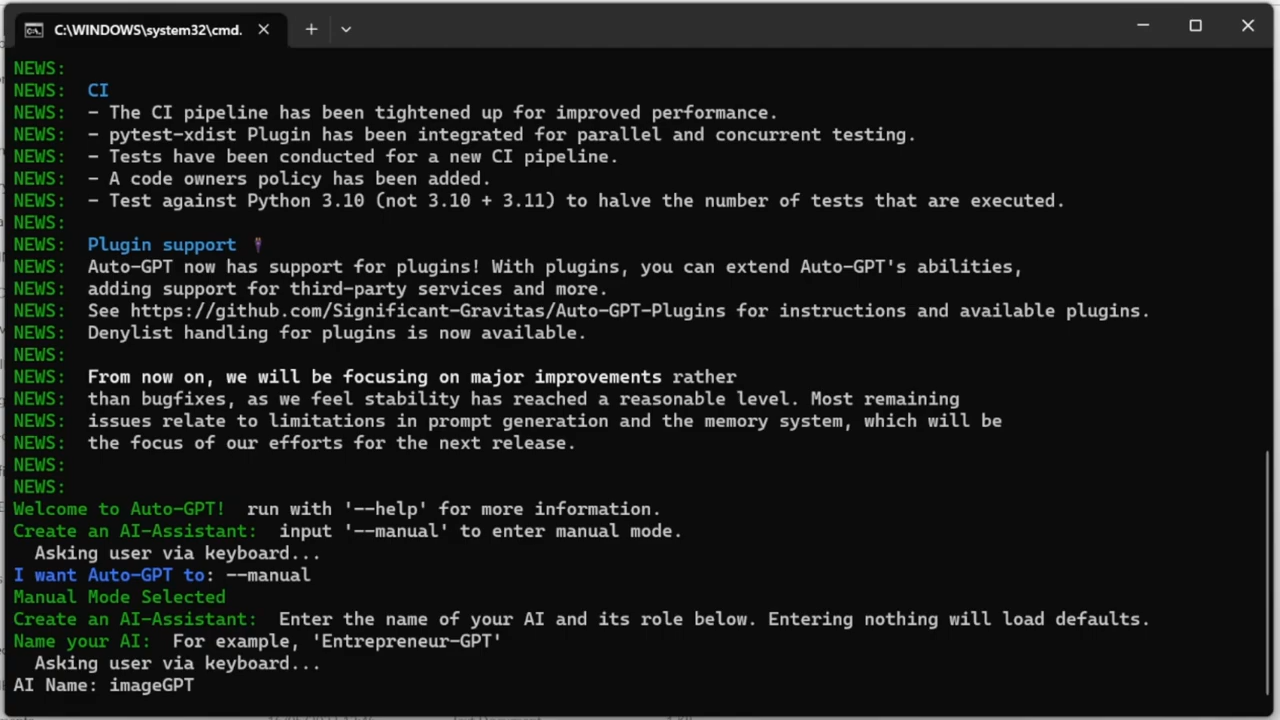 C:\WINDOWS\system32\cmd.
NEWS:
NEWS: CI
NEWS: - The CI pipeline has been tightened up for improved performance.
NEWS: - pytest-xdist Plugin has been integrated for parallel and concurrent testing.
NEWS: - Tests have been conducted for a new CI pipeline.
NEWS: - A code owners policy has been added.
NEWS: - Test against Python 3.10 (not 3.10 + 3.11) to halve the number of tests that are executed.
NEWS:
NEWS: Plugin support
NEWS: Auto-GPT now has support for plugins! With plugins, you can extend Auto-GPT's abilities,
NEWS: adding support for third-party services and more.
NEWS: See https://github.com/Significant-Gravitas/Auto-GPT-Plugins for instructions and available plugins.
NEWS: Denylist handling for plugins is now available.
NEWS:
NEWS: From now on, we will be focusing on major improvements rather
NEWS: than bugfixes, as we feel stability has reached a reasonable level. Most remaining
NEWS: issues relate to limitations in prompt generation and the memory system, which will be
NEWS: the focus of our efforts for the next release.
NEWS:
NEWS:
Welcome to Auto-GPT! run with '--help' for more information.
Create an AI-Assistant: input '--manual' to enter manual mode.
Asking user via keyboard...
I want Auto-GPT to: --manual
Manual Mode Selected
Create an AI-Assistant: Enter the name of your AI and its role below. Entering nothing will load defaults.
Name your AI: For example, 'Entrepreneur-GPT'
Asking user via keyboard...
AI Name: imageGPT